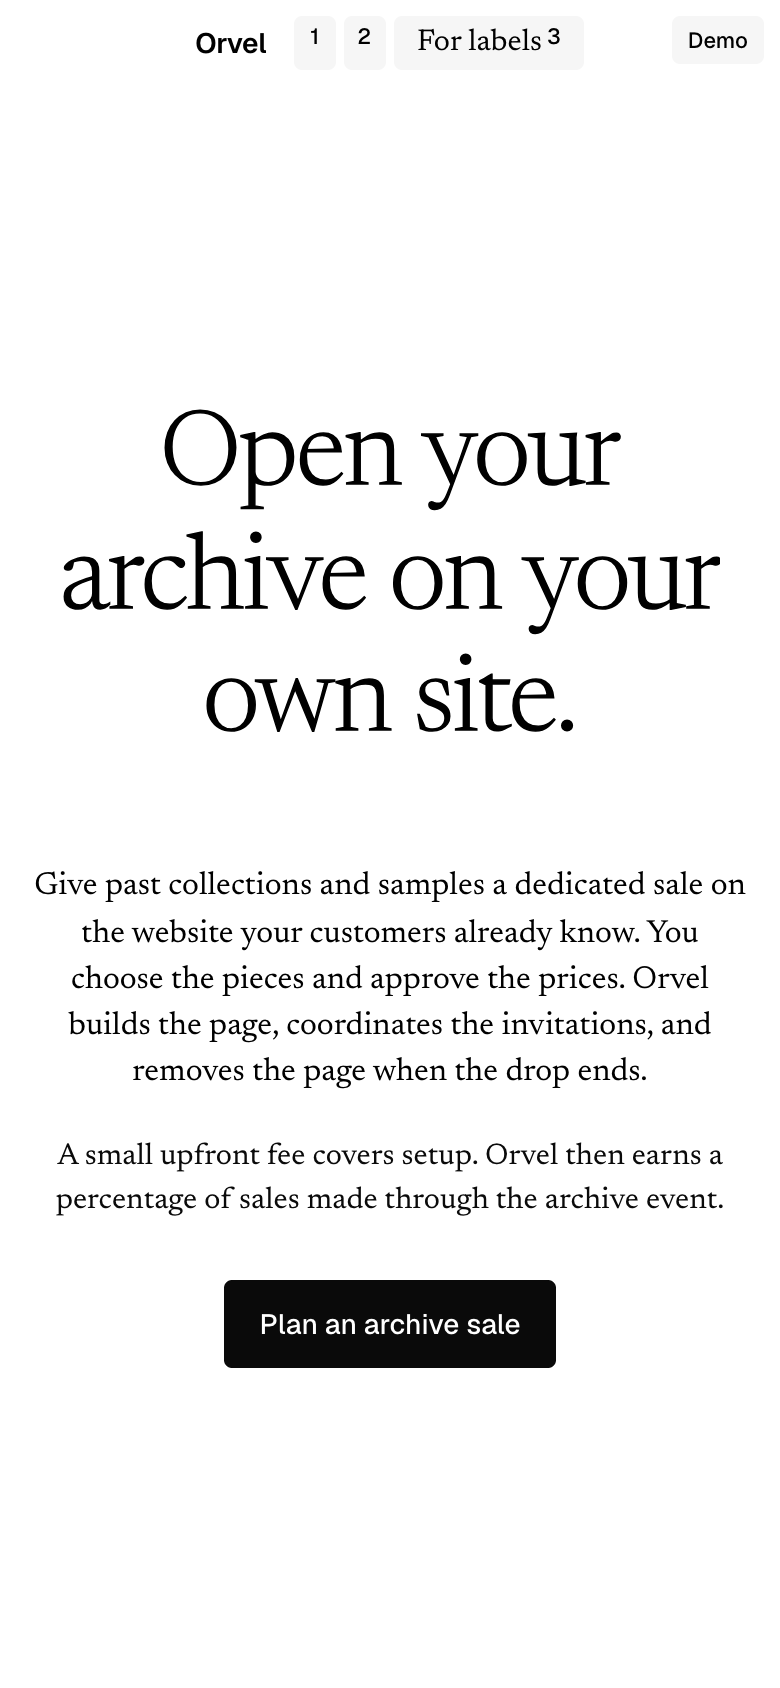 Orvel 1 2 For labels 3 Demo
Open your
archive on your
own site.
Give past collections and samples a dedicated sale on
the website your customers already know. You
choose the pieces and approve the prices. Orvel
builds the page, coordinates the invitations, and
removes the page when the drop ends.
A small upfront fee covers setup. Orvel then earns a
percentage of sales made through the archive event.
Plan an archive sale